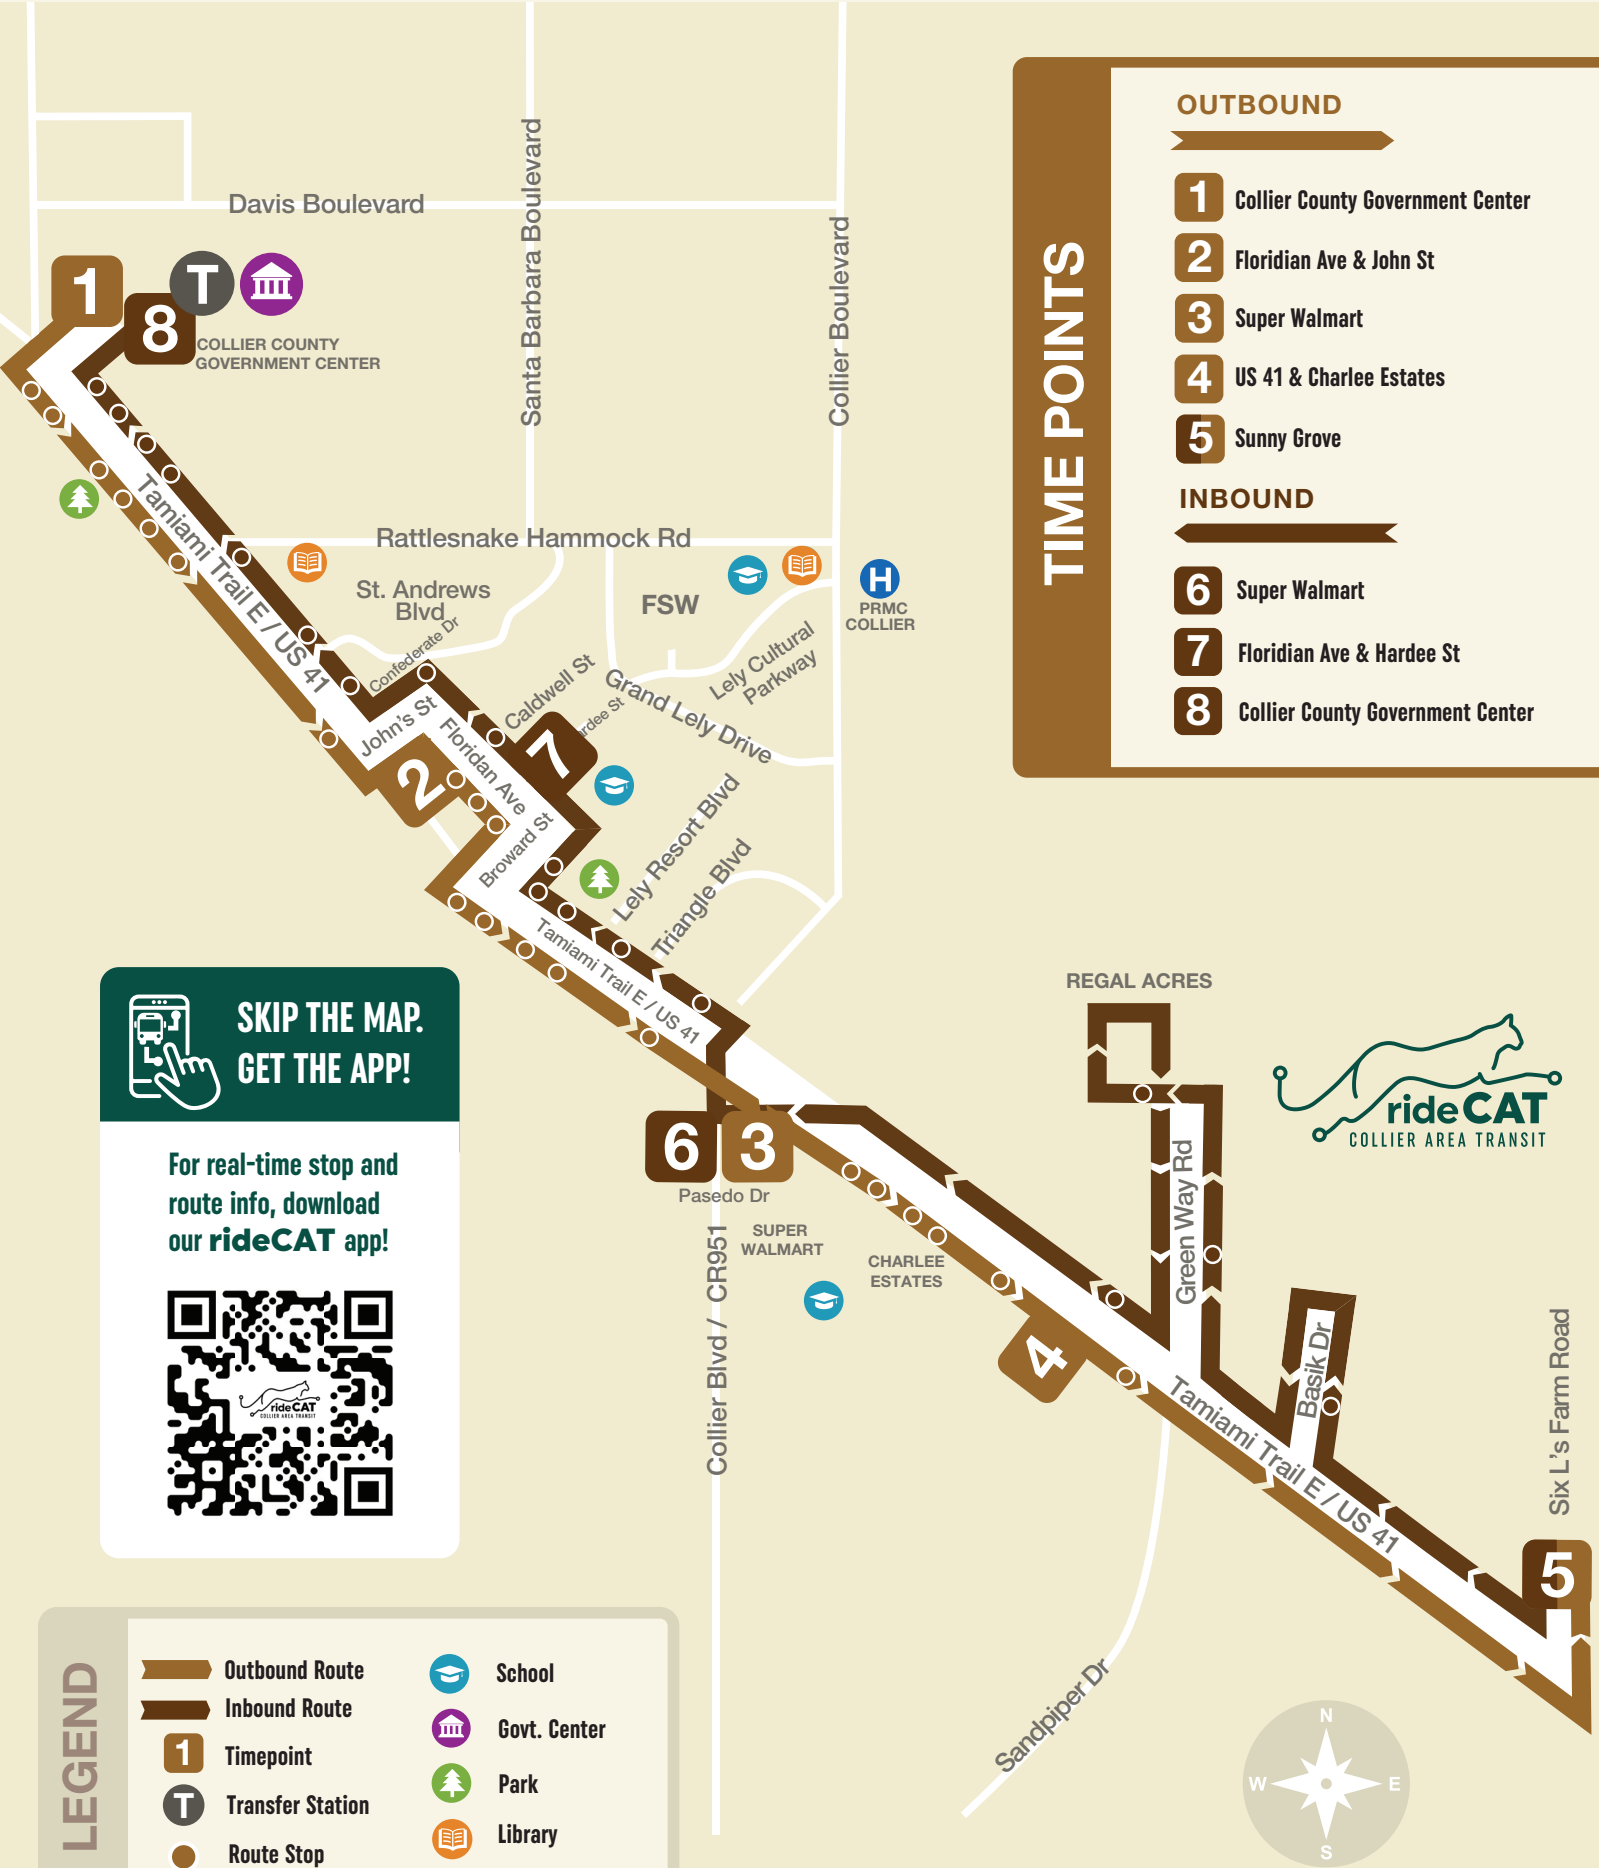 Davis Boulevard
Santa Barbara Boulevard
Collier Boulevard
1
8
T
COLLIER COUNTY
GOVERNMENT CENTER
TIME POINTS
OUTBOUND
1 Collier County Government Center
2 Floridian Ave & John St
3 Super Walmart
4 US 41 & Charlee Estates
5 Sunny Grove
INBOUND
6 Super Walmart
7 Floridian Ave & Hardee St
8 Collier County Government Center
Tamiami Trail E / US 41
Rattlesnake Hammock Rd
St. Andrews
Blvd
Confederate Dr
FSW
H
PRMC
COLLIER
Lely Cultural
Parkway
Caldwell St
ardee St
Grand Lely Drive
John's St
Floridan Ave
2
7
Broward St
Lely Resort Blvd
Triangle Blvd
Tamiami Trail E / US 41
SKIP THE MAP.
GET THE APP!
For real-time stop and
route info, download
our rideCAT app!
rideCAT
COLLIER AREA TRANSIT
6
3
Pasedo Dr
SUPER
WALMART
CHARLEE
ESTATES
Collier Blvd / CR951
4
REGAL ACRES
Green Way Rd
rideCAT
COLLIER AREA TRANSIT
Basik Dr
Six L's Farm Road
Tamiami Trail E / US 41
5
Sandpiper Dr
N
W
E
S
LEGEND
Outbound Route
Inbound Route
1 Timepoint
T Transfer Station
Route Stop
School
Govt. Center
Park
Library